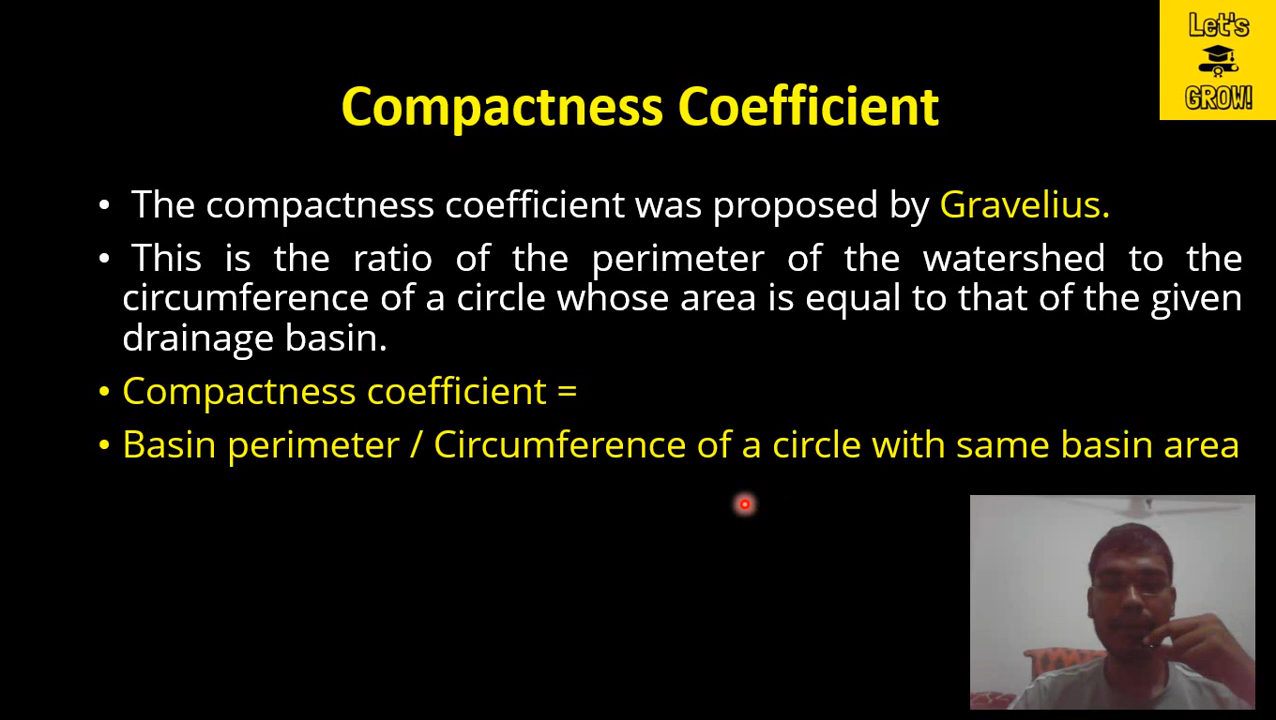 Let's
GROW!
Compactness Coefficient
• The compactness coefficient was proposed by Gravelius.
• This is the ratio of the perimeter of the watershed to the
circumference of a circle whose area is equal to that of the given
drainage basin.
• Compactness coefficient =
• Basin perimeter / Circumference of a circle with same basin area